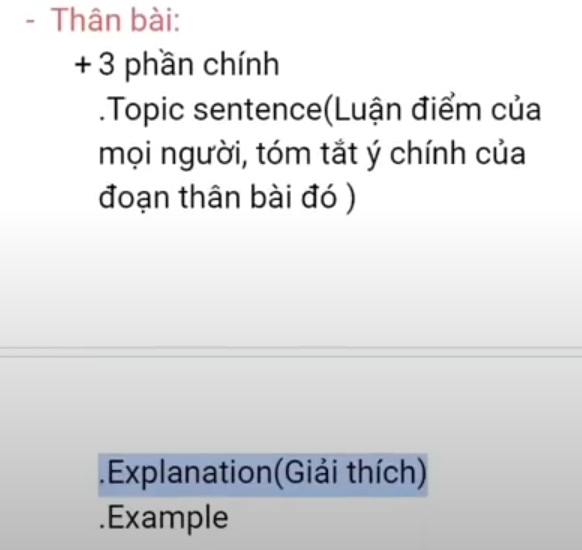 - Thân bài:
+ 3 phần chính
.Topic sentence(Luận điểm của
mọi người, tóm tắt ý chính của
đoạn thân bài đó )
.Explanation(Giải thích)
.Example